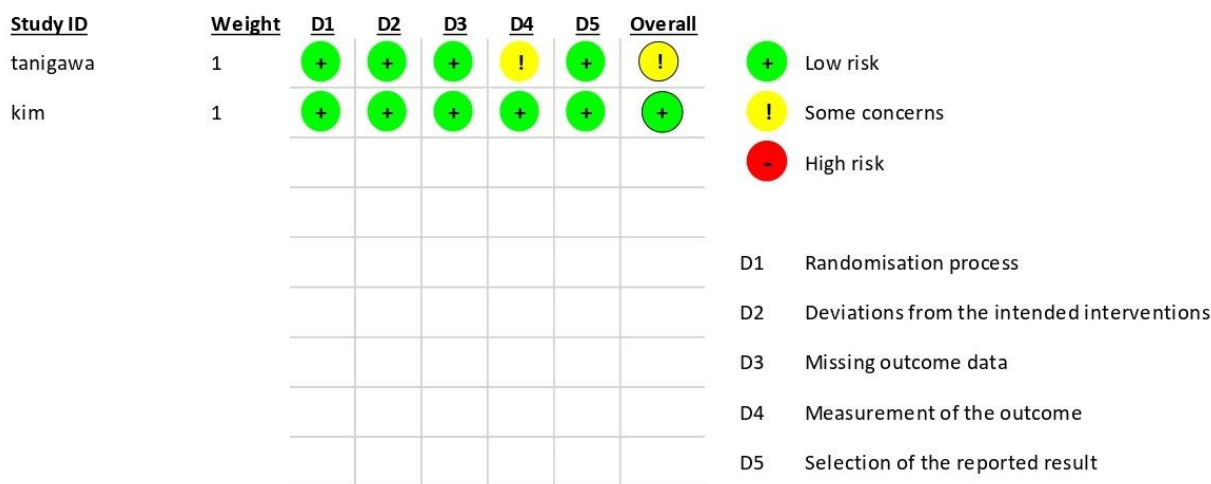 Study ID Weight D1 D2 D3 D4 D5 Overall
tanigawa 1 + + + ! + !
kim 1 + + + + + +
+ Low risk
! Some concerns
- High risk
D1 Randomisation process
D2 Deviations from the intended interventions
D3 Missing outcome data
D4 Measurement of the outcome
D5 Selection of the reported result